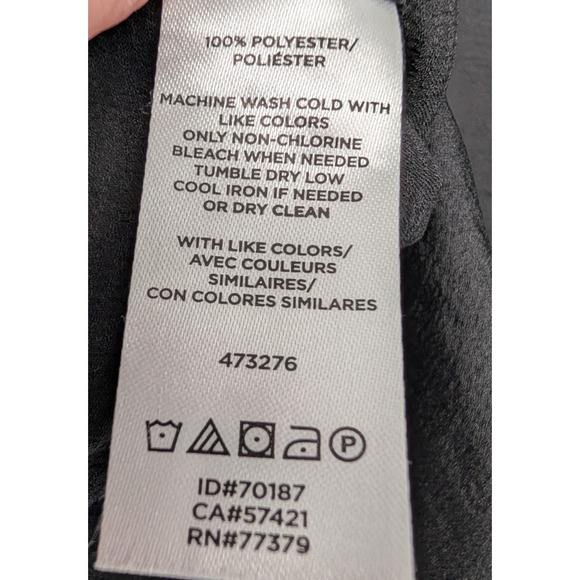 100% POLYESTER/
POLIÉSTER
MACHINE WASH COLD WITH
LIKE COLORS
ONLY NON-CHLORINE
BLEACH WHEN NEEDED
TUMBLE DRY LOW
COOL IRON IF NEEDED
OR DRY CLEAN
WITH LIKE COLORS/
AVEC COULEURS
SIMILAIRES/
CON COLORES SIMILARES
473276
P
ID#70187
CA#57421
RN#77379